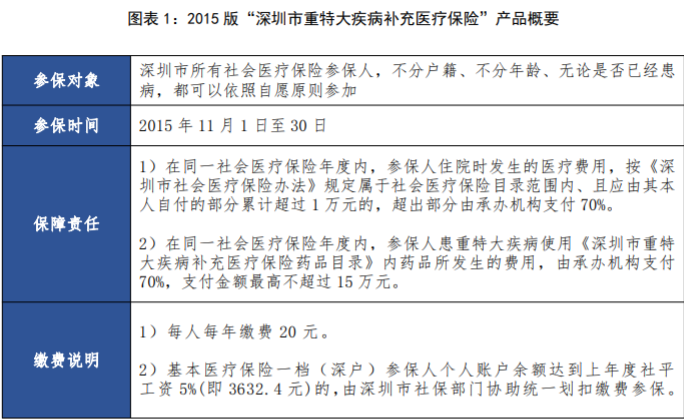 图表 1：2015 版“深圳市重特大疾病补充医疗保险”产品概要
参保对象
深圳市所有社会医疗保险参保人，不分户籍、不分年龄、无论是否已经患
病，都可以依照自愿原则参加
参保时间
2015 年 11 月 1 日至 30 日
保障责任
1）在同一社会医疗保险年度内，参保人住院时发生的医疗费用，按《深
圳市社会医疗保险办法》规定属于社会医疗保险目录范围内、且应由其本
人自付的部分累计超过 1 万元的，超出部分由承办机构支付 70%。
2）在同一社会医疗保险年度内，参保人患重特大疾病使用《深圳市重特
大疾病补充医疗保险药品目录》内药品所发生的费用，由承办机构支付
70%，支付金额最高不超过 15 万元。
缴费说明
1）每人每年缴费 20 元。
2）基本医疗保险一档（深户）参保人个人账户余额达到上年度社平
工资 5%(即 3632.4 元)的,由深圳市社保部门协助统一划扣缴费参保。